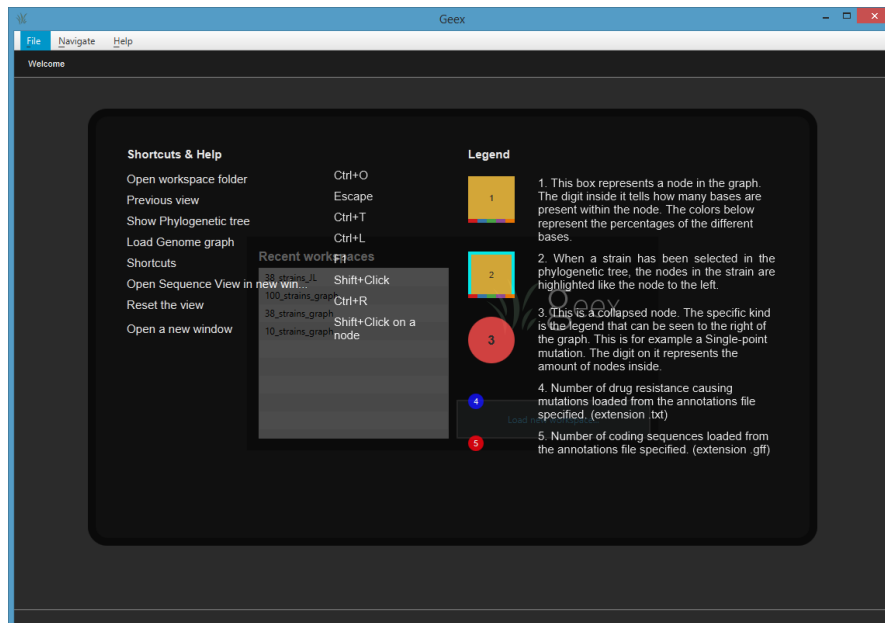 Geex
File Navigate Help
Welcome
Shortcuts & Help
Open workspace folder Ctrl+O
Previous view Escape
Show Phylogenetic tree Ctrl+T
Load Genome graph Ctrl+L
Shortcuts F1
Open Sequence View in new win... Shift+Click
Reset the view Ctrl+R
Open a new window Shift+Click on a
node
Recent workspaces
38_strains_JL
100_strains_graph
38_strains_graph
10_strains_graph
geex
Load new workspace
Legend
1
1. This box represents a node in the graph.
The digit inside it tells how many bases are
present within the node. The colors below
represent the percentages of the different
bases.
2
2. When a strain has been selected in the
phylogenetic tree, the nodes in the strain are
highlighted like the node to the left.
3
3. This is a collapsed node. The specific kind
is the legend that can be seen to the right of
the graph. This is for example a Single-point
mutation. The digit on it represents the
amount of nodes inside.
4
4. Number of drug resistance causing
mutations loaded from the annotations file
specified. (extension .txt)
5
5. Number of coding sequences loaded from
the annotations file specified. (extension .gff)